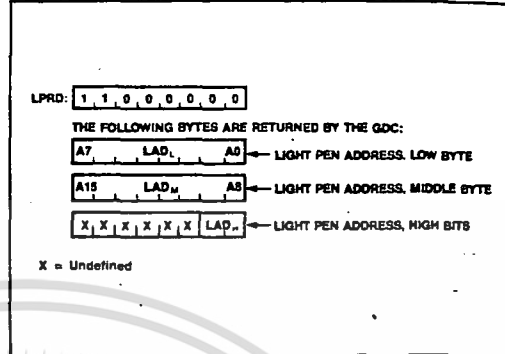 LPRD: 1 1 0 0 0 0 0 0
THE FOLLOWING BYTES ARE RETURNED BY THE GDC:
A7 LADL A0 LIGHT PEN ADDRESS, LOW BYTE
A15 LADM A8 LIGHT PEN ADDRESS, MIDDLE BYTE
X X X X X X LADH LIGHT PEN ADDRESS, HIGH BITS
X = Undefined